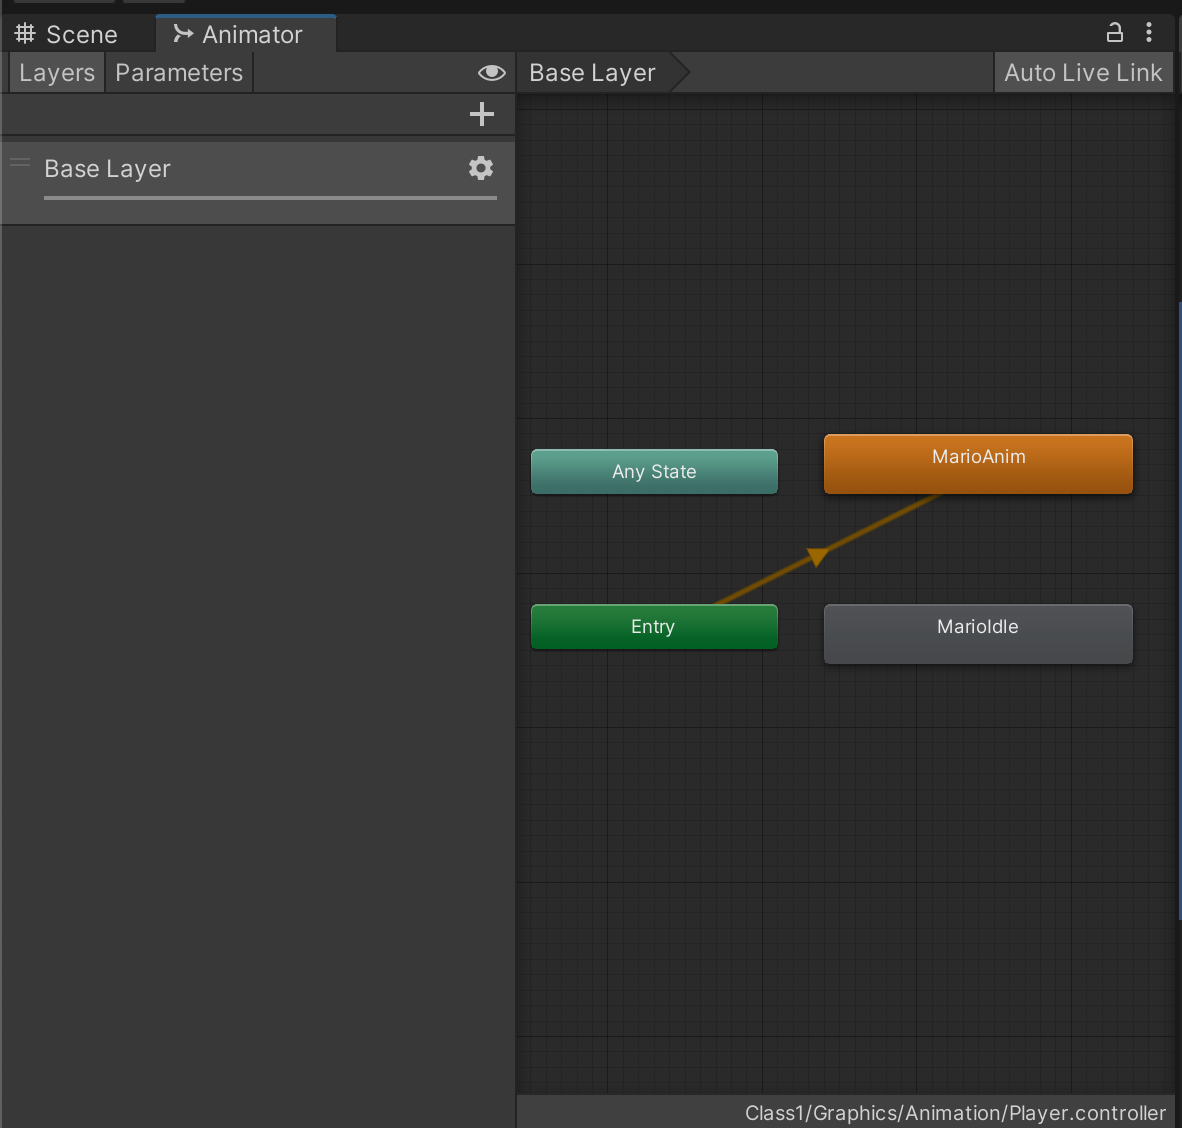 Scene
Animator
Layers
Parameters
Base Layer
Auto Live Link
Base Layer
Any State
MarioAnim
Entry
MarioIdle
Class1/Graphics/Animation/Player.controller